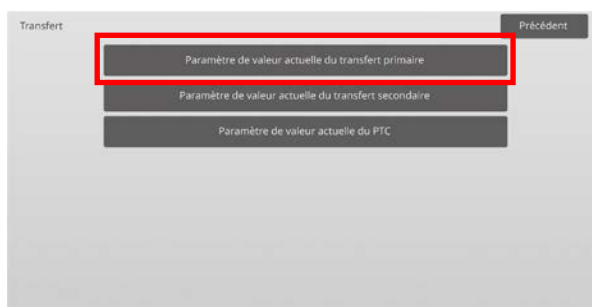 Transfert
Précédent
Paramètre de valeur actuelle du transfert primaire
Paramètre de valeur actuelle du transfert secondaire
Paramètre de valeur actuelle du PTC